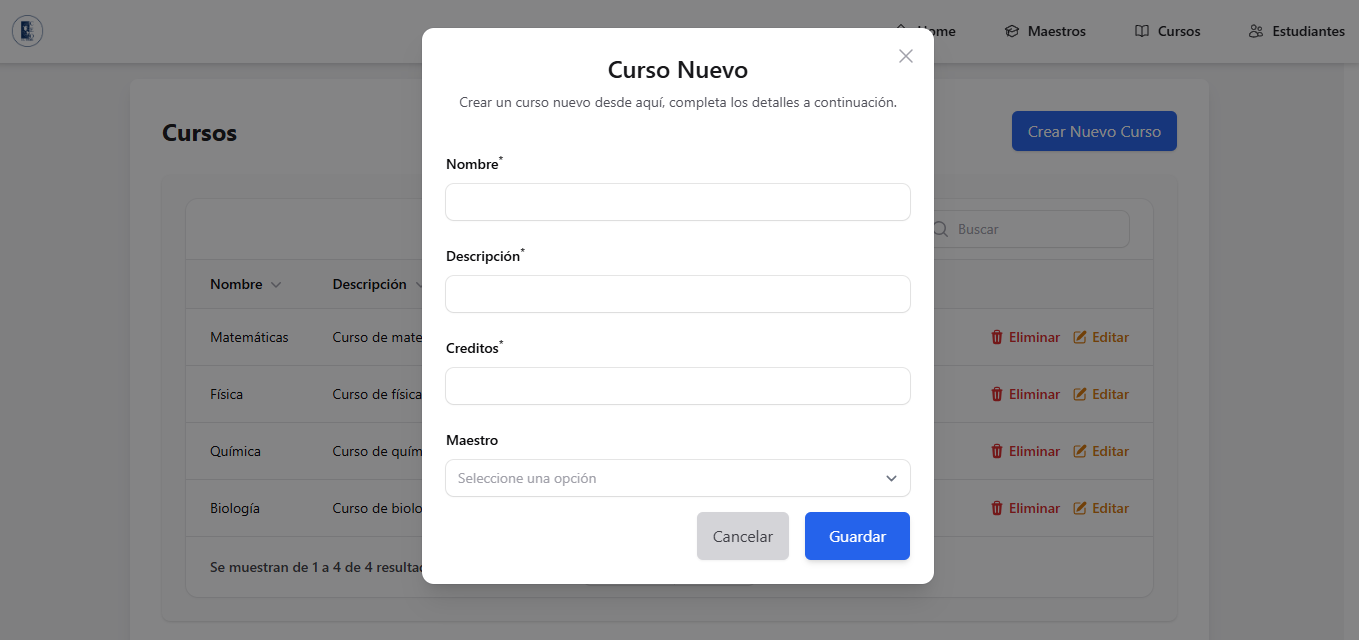 Home
Maestros
Cursos
Estudiantes
Curso Nuevo
Crear un curso nuevo desde aquí, completa los detalles a continuación.
Cursos
Crear Nuevo Curso
Nombre*
Descripción*
Creditos*
Maestro
Seleccione una opción
Cancelar
Guardar
Buscar
Nombre
Descripción
Matemáticas
Curso de mate
Eliminar
Editar
Física
Curso de física
Eliminar
Editar
Química
Curso de quím
Eliminar
Editar
Biología
Curso de biolo
Eliminar
Editar
Se muestran de 1 a 4 de 4 resultad